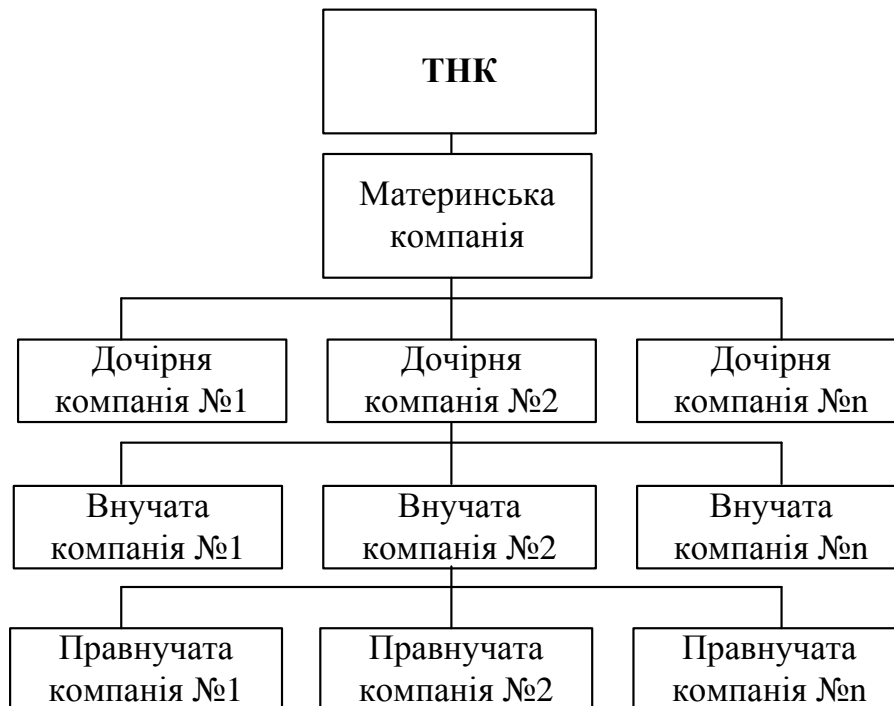 ТНК
Материнська
компанія
Дочірня
компанія №1
Дочірня
компанія №2
Дочірня
компанія №n
Внучата
компанія №1
Внучата
компанія №2
Внучата
компанія №n
Правнучата
компанія №1
Правнучата
компанія №2
Правнучата
компанія №n